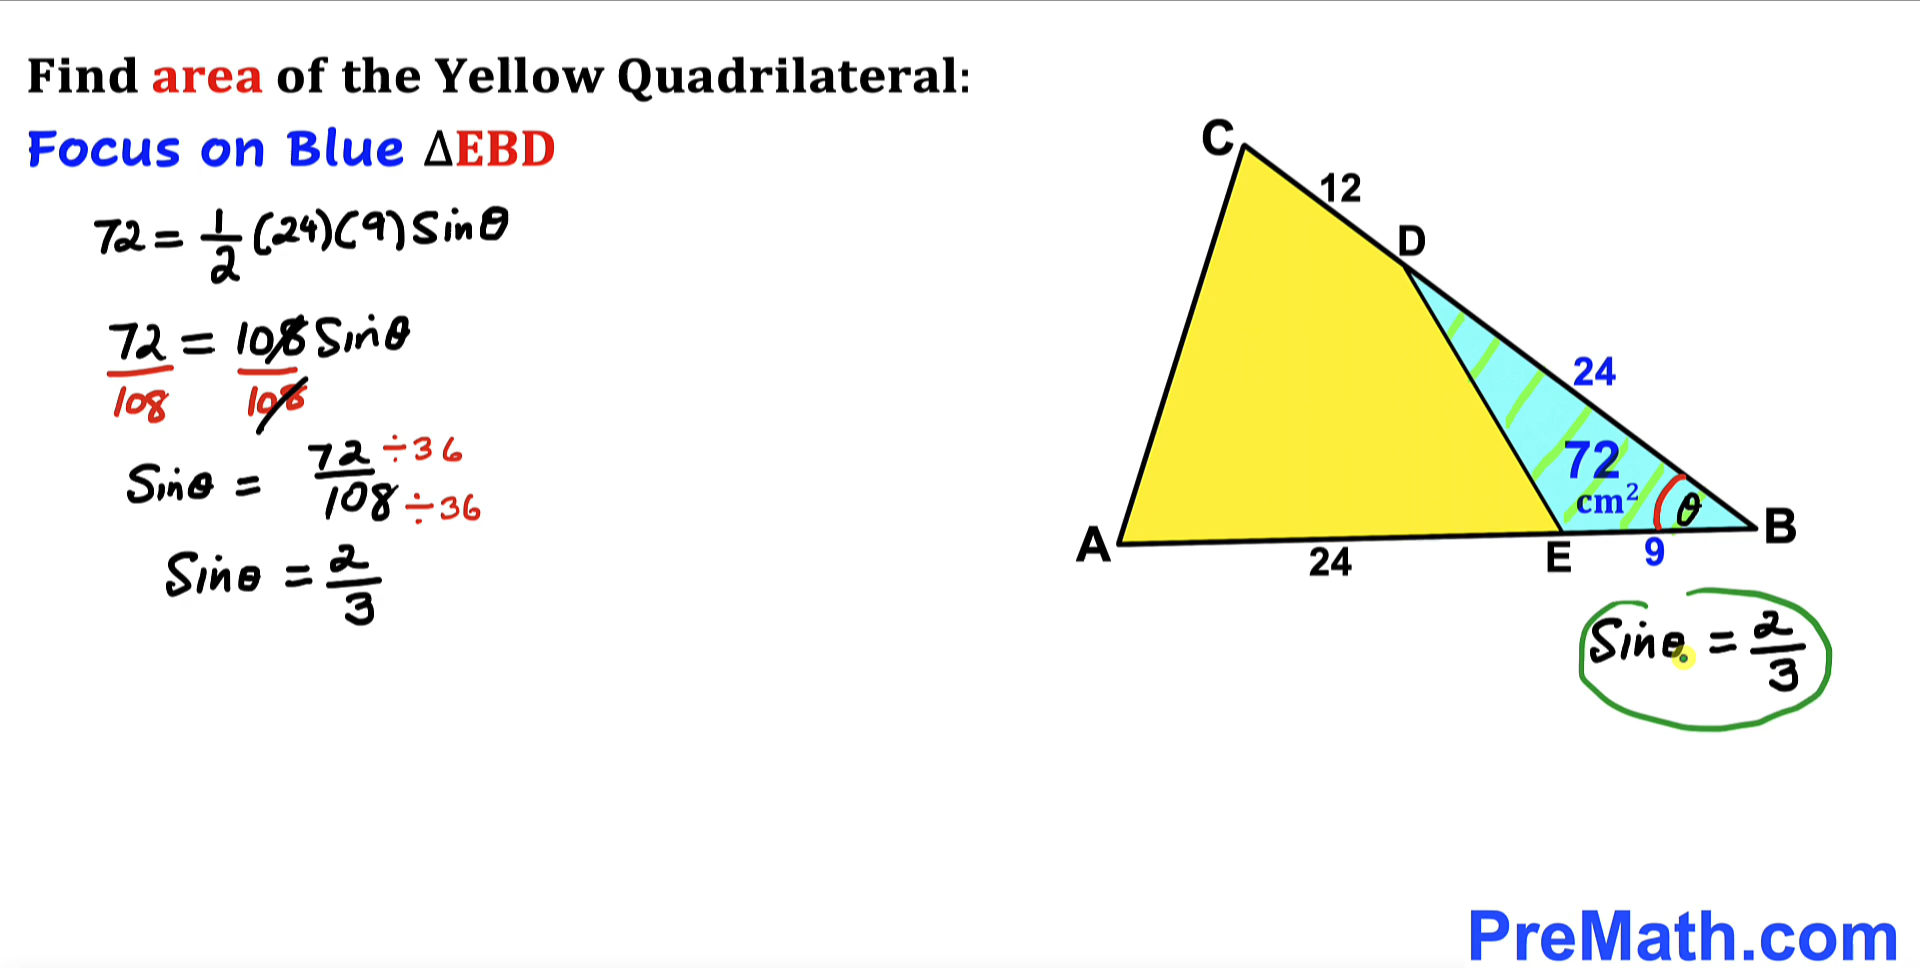 Find area of the Yellow Quadrilateral:
Focus on Blue ΔEBD
72 = 1/2 (24)(9) Sinθ
72/108 = 108 Sinθ/108
Sinθ = 72 ÷36 / 108 ÷36
Sinθ = 2/3
C
12
D
24
72
cm²
θ
B
A
24
E
9
Sinθ = 2/3
PreMath.com